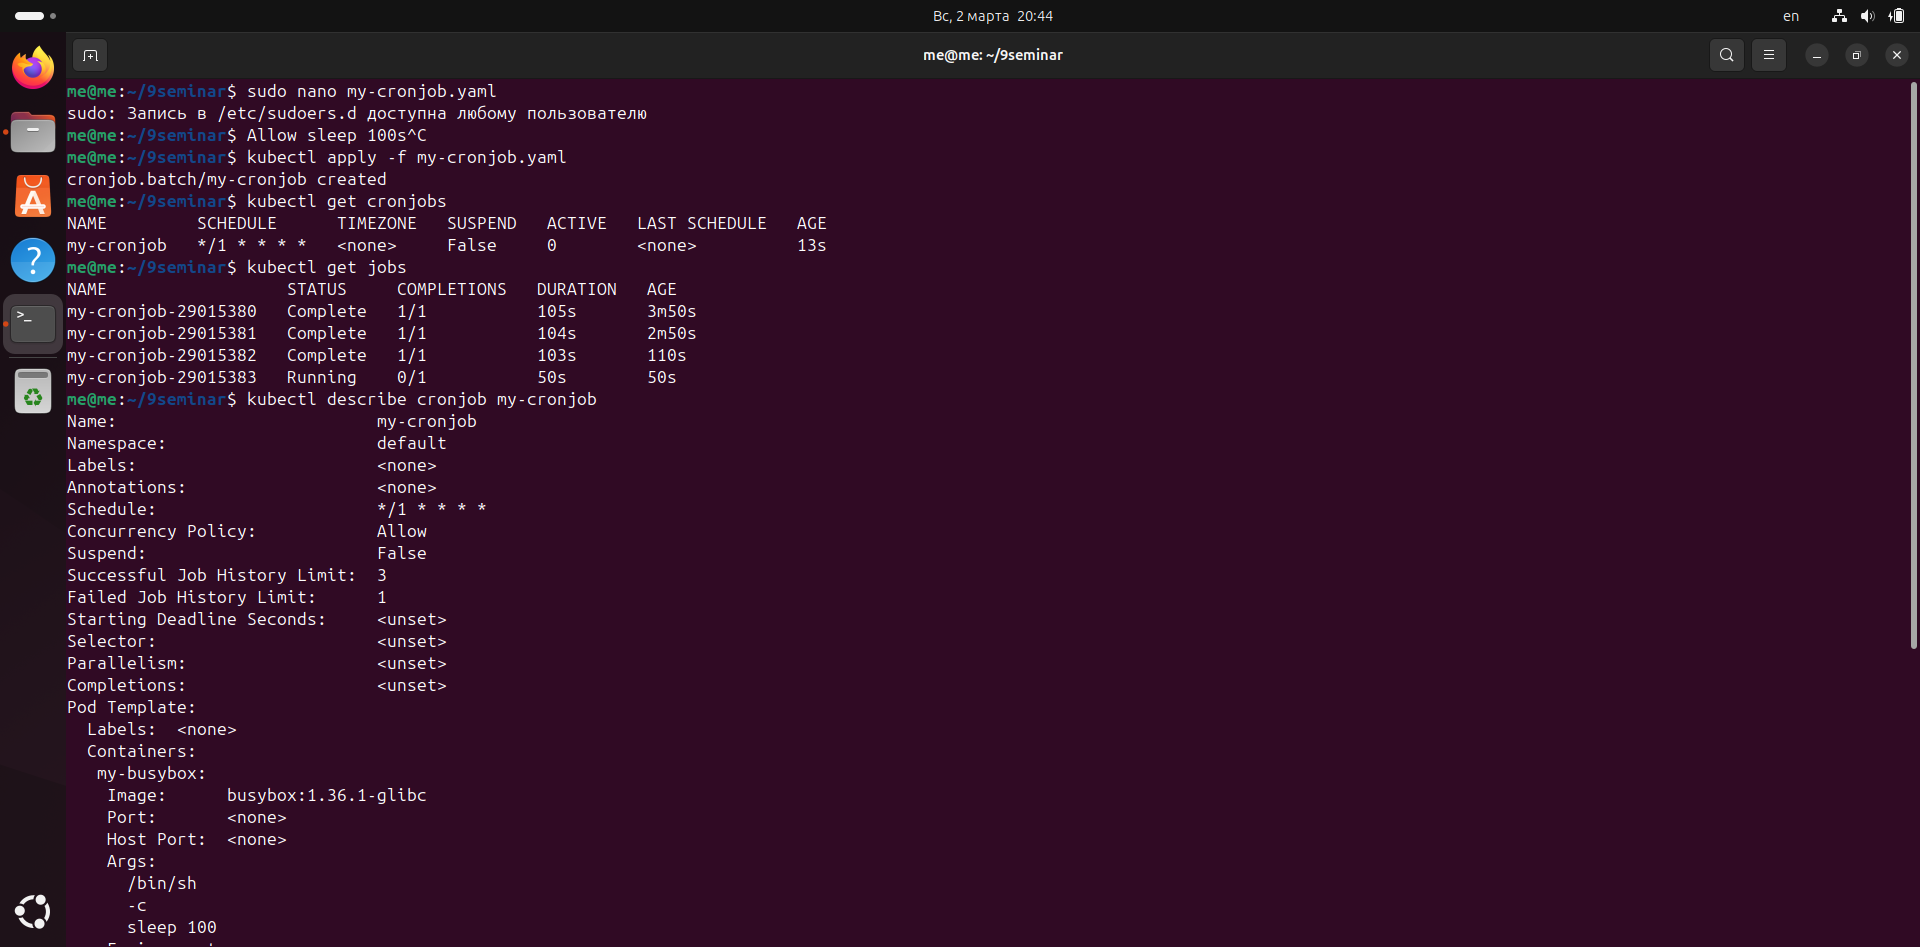 Вс, 2 марта 20:44
en
me@me: ~/9seminar
me@me:~/9seminar$ sudo nano my-cronjob.yaml
sudo: Запись в /etc/sudoers.d доступна любому пользователю
me@me:~/9seminar$ Allow sleep 100s^C
me@me:~/9seminar$ kubectl apply -f my-cronjob.yaml
cronjob.batch/my-cronjob created
me@me:~/9seminar$ kubectl get cronjobs
NAME         SCHEDULE      TIMEZONE   SUSPEND   ACTIVE   LAST SCHEDULE   AGE
my-cronjob   */1 * * * *   <none>     False     0        <none>          13s
me@me:~/9seminar$ kubectl get jobs
NAME                  STATUS     COMPLETIONS   DURATION   AGE
my-cronjob-29015380   Complete   1/1           105s       3m50s
my-cronjob-29015381   Complete   1/1           104s       2m50s
my-cronjob-29015382   Complete   1/1           103s       110s
my-cronjob-29015383   Running    0/1           50s        50s
me@me:~/9seminar$ kubectl describe cronjob my-cronjob
Name:                          my-cronjob
Namespace:                     default
Labels:                        <none>
Annotations:                   <none>
Schedule:                      */1 * * * *
Concurrency Policy:            Allow
Suspend:                       False
Successful Job History Limit:  3
Failed Job History Limit:      1
Starting Deadline Seconds:     <unset>
Selector:                      <unset>
Parallelism:                   <unset>
Completions:                   <unset>
Pod Template:
  Labels:  <none>
  Containers:
   my-busybox:
    Image:      busybox:1.36.1-glibc
    Port:       <none>
    Host Port:  <none>
    Args:
      /bin/sh
      -c
      sleep 100